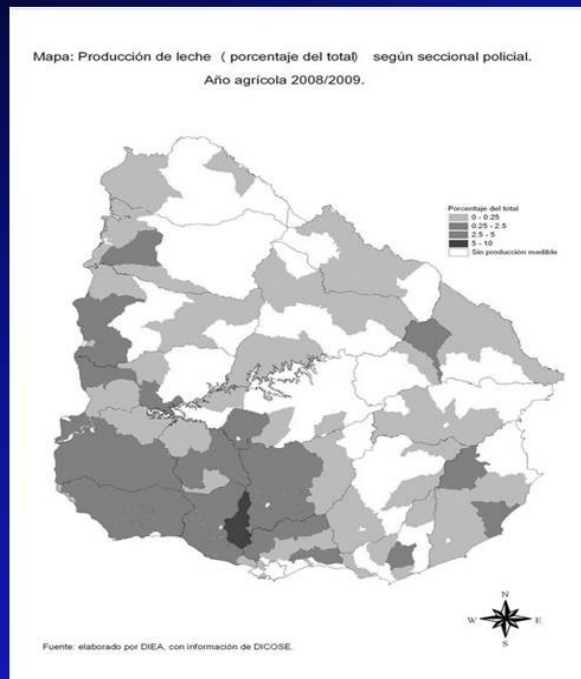 Mapa: Producción de leche ( porcentaje del total) según seccional policial.
Año agrícola 2008/2009.
Porcentaje del total
0 - 0.25
0.25 - 2.5
2.5 - 5
5 - 10
Sin producción medible
N
W E
S
Fuente: elaborado por DIEA, con información de DICOSE.